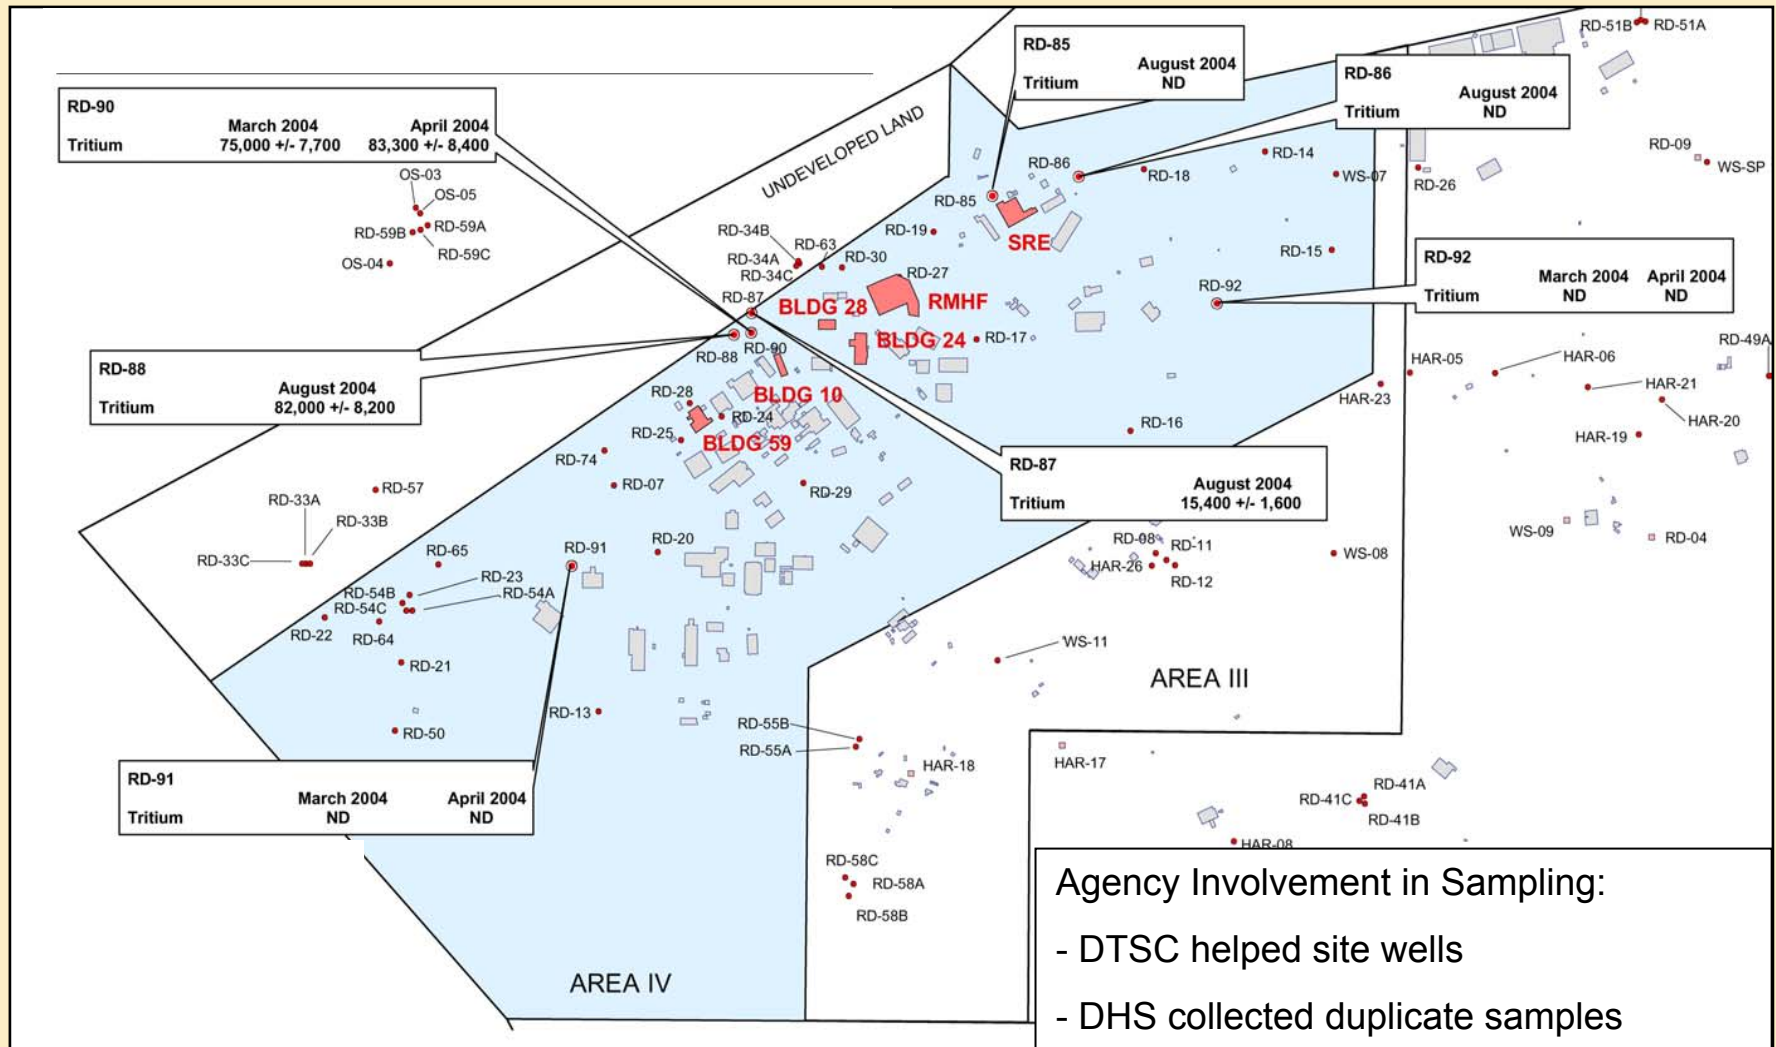 RD-90
March 2004 April 2004
Tritium 75,000 +/- 7,700 83,300 +/- 8,400
RD-85
August 2004
Tritium ND
RD-86
August 2004
Tritium ND
RD-51B RD-51A
UNDEVELOPED LAND
OS-03
OS-05
RD-59B RD-59A
RD-59C
OS-04
RD-86
RD-14
RD-18
WS-07
RD-26
RD-09
WS-SP
RD-85
SRE
RD-34B
RD-19
RD-63
RD-34A RD-30
RD-34C
RD-27
RD-15
RD-92
RD-92
March 2004 April 2004
Tritium ND ND
RD-87
BLDG 28 RMHF
BLDG 24
RD-17
RD-88 RD-90
RD-49A
HAR-05
HAR-06
HAR-21
HAR-23
HAR-20
HAR-19
RD-88
August 2004
Tritium 82,000 +/- 8,200
RD-28
BLDG 10
RD-24
RD-25
BLDG 59
RD-16
RD-74
RD-07
RD-29
RD-87
August 2004
Tritium 15,400 +/- 1,600
RD-57
RD-33A
RD-33B
RD-33C
WS-09
RD-04
RD-08
RD-11
HAR-26
RD-12
WS-08
RD-65
RD-91
RD-20
RD-23
RD-54B
RD-54A
RD-54C
RD-22
RD-64
RD-21
WS-11
AREA III
RD-13
RD-50
RD-55B
RD-55A
HAR-18
HAR-17
RD-91
March 2004 April 2004
Tritium ND ND
RD-41A
RD-41C
RD-41B
HAR-08
RD-58C
RD-58A
RD-58B
AREA IV
Agency Involvement in Sampling:
- DTSC helped site wells
- DHS collected duplicate samples